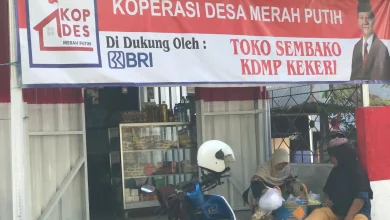 KOPERASI DESA MERAH PUTIH
KOP
DES
MERAH PUTIH
Di Dukung Oleh :
BRI
TOKO SEMBAKO
KDMP KEKERI